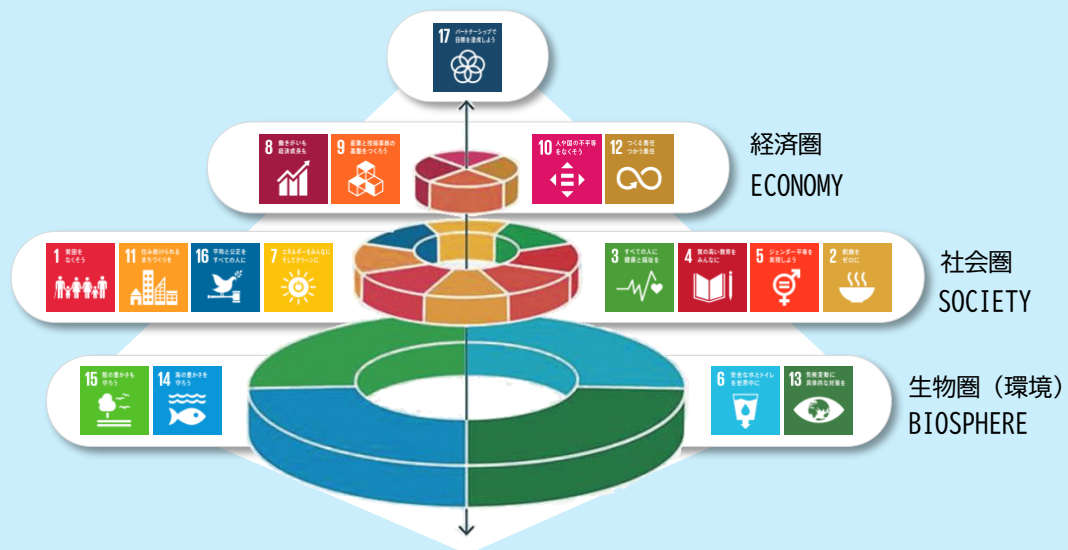 17 パートナーシップで
目標を達成しよう
8 働きがいも
経済成長も
9 産業と技術革新の
基盤をつくろう
10 人や国の不平等
をなくそう
12 つくる責任
つかう責任
経済圏
ECONOMY
1 貧困を
なくそう
11 住み続けられる
まちづくりを
16 平和と公正を
すべての人に
7 エネルギーをみんなに
そしてクリーンに
3 すべての人に
健康と福祉を
4 質の高い教育を
みんなに
5 ジェンダー平等を
実現しよう
2 飢餓を
ゼロに
社会圏
SOCIETY
15 陸の豊かさも
守ろう
14 海の豊かさを
守ろう
6 安全な水とトイレ
を世界中に
13 気候変動に
具体的な対策を
生物圏（環境）
BIOSPHERE